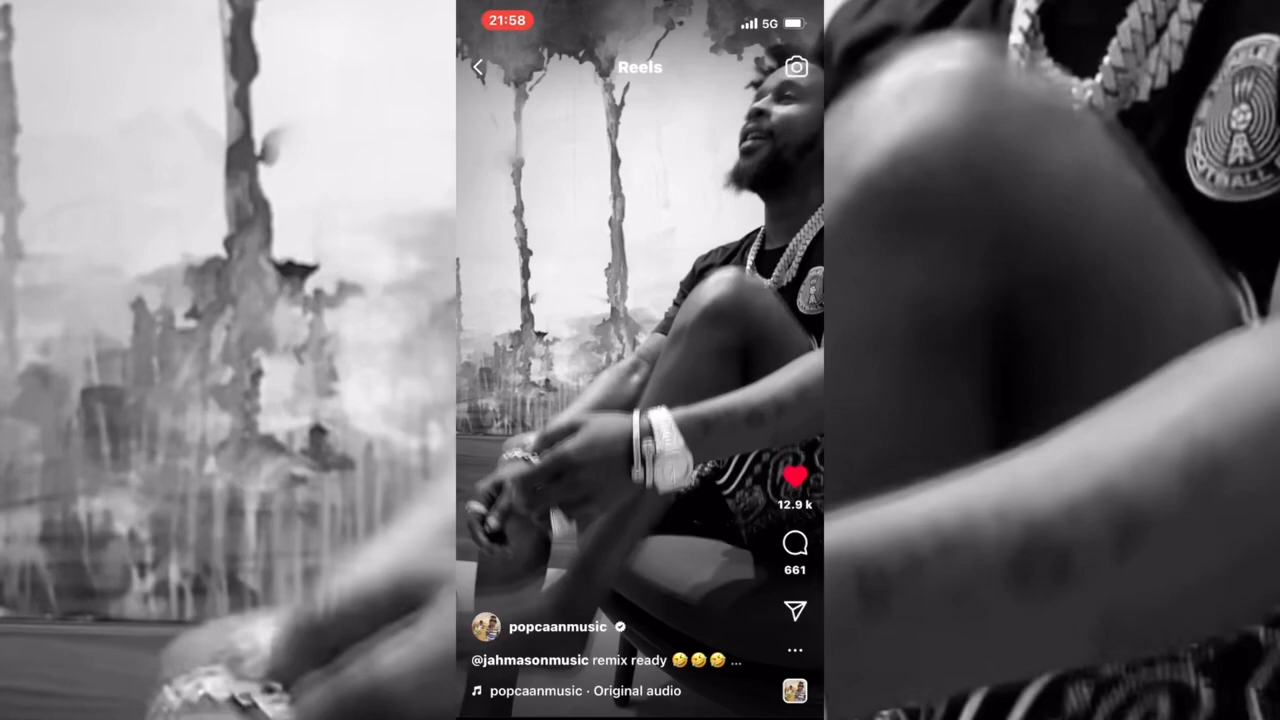 21:58
5G
Reels
12.9 k
661
popcaanmusic
@jahmasonmusic remix ready 🤣🤣🤣 ...
popcaanmusic · Original audio